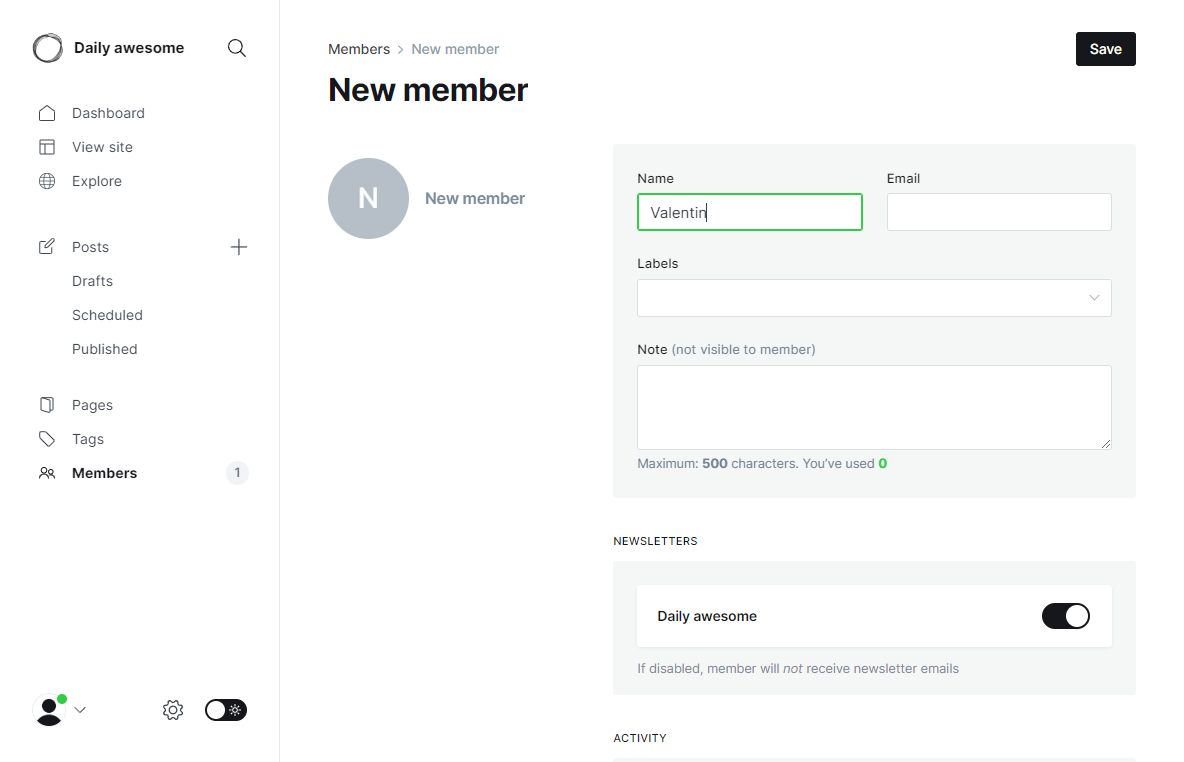 Daily awesome
Dashboard
View site
Explore
Posts
Drafts
Scheduled
Published
Pages
Tags
Members 1
Members > New member
Save
New member
N New member
Name Email
Valentin
Labels
Note (not visible to member)
Maximum: 500 characters. You’ve used 0
NEWSLETTERS
Daily awesome
If disabled, member will not receive newsletter emails
ACTIVITY